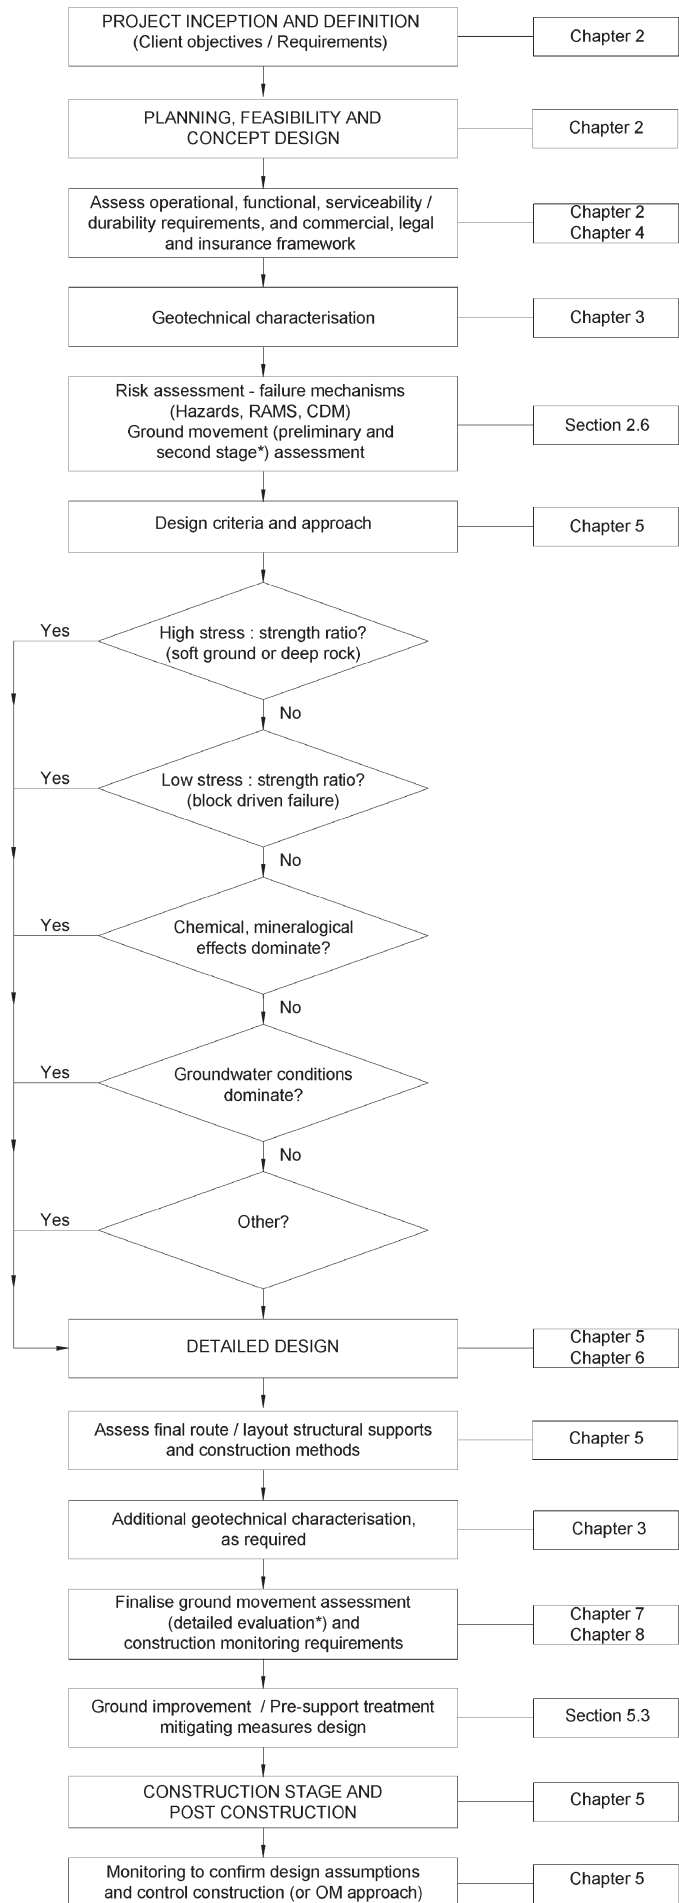 PROJECT INCEPTION AND DEFINITION
(Client objectives / Requirements)
Chapter 2
PLANNING, FEASIBILITY AND
CONCEPT DESIGN
Chapter 2
Assess operational, functional, serviceability /
durability requirements, and commercial, legal
and insurance framework
Chapter 2
Chapter 4
Geotechnical characterisation
Chapter 3
Risk assessment - failure mechanisms
(Hazards, RAMS, CDM)
Ground movement (preliminary and
second stage*) assessment
Section 2.6
Design criteria and approach
Chapter 5
Yes
High stress : strength ratio?
(soft ground or deep rock)
No
Yes
Low stress : strength ratio?
(block driven failure)
No
Yes
Chemical, mineralogical
effects dominate?
No
Yes
Groundwater conditions
dominate?
No
Yes
Other?
DETAILED DESIGN
Chapter 5
Chapter 6
Assess final route / layout structural supports
and construction methods
Chapter 5
Additional geotechnical characterisation,
as required
Chapter 3
Finalise ground movement assessment
(detailed evaluation*) and
construction monitoring requirements
Chapter 7
Chapter 8
Ground improvement / Pre-support treatment
mitigating measures design
Section 5.3
CONSTRUCTION STAGE AND
POST CONSTRUCTION
Chapter 5
Monitoring to confirm design assumptions
and control construction (or OM approach)
Chapter 5